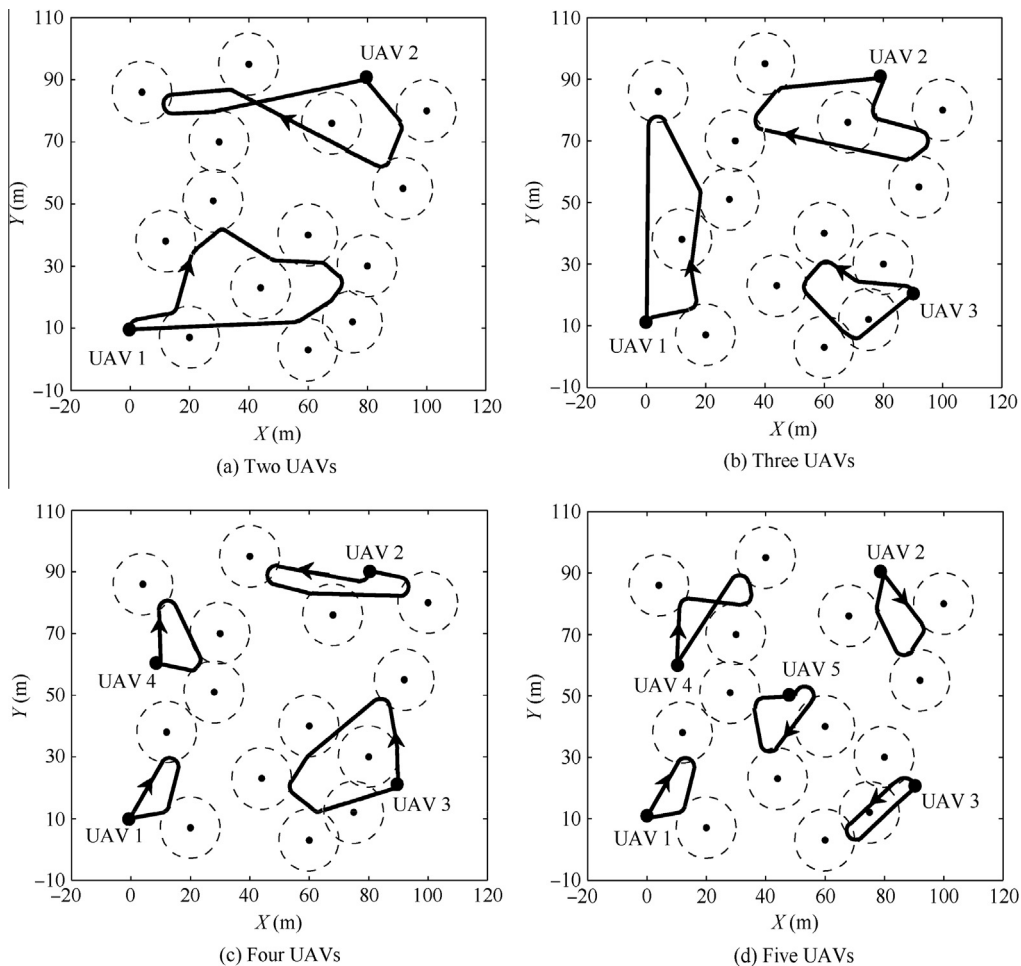 110
90
70
50
30
10
−10
Y (m)
UAV 2
UAV 1
−20 0 20 40 60 80 100 120
X (m)
(a) Two UAVs
110
90
70
50
30
10
−10
Y (m)
UAV 2
UAV 3
UAV 1
−20 0 20 40 60 80 100 120
X (m)
(b) Three UAVs
110
90
70
50
30
10
−10
Y (m)
UAV 2
UAV 4
UAV 3
UAV 1
−20 0 20 40 60 80 100 120
X (m)
(c) Four UAVs
110
90
70
50
30
10
−10
Y (m)
UAV 2
UAV 5
UAV 4
UAV 3
UAV 1
−20 0 20 40 60 80 100 120
X (m)
(d) Five UAVs